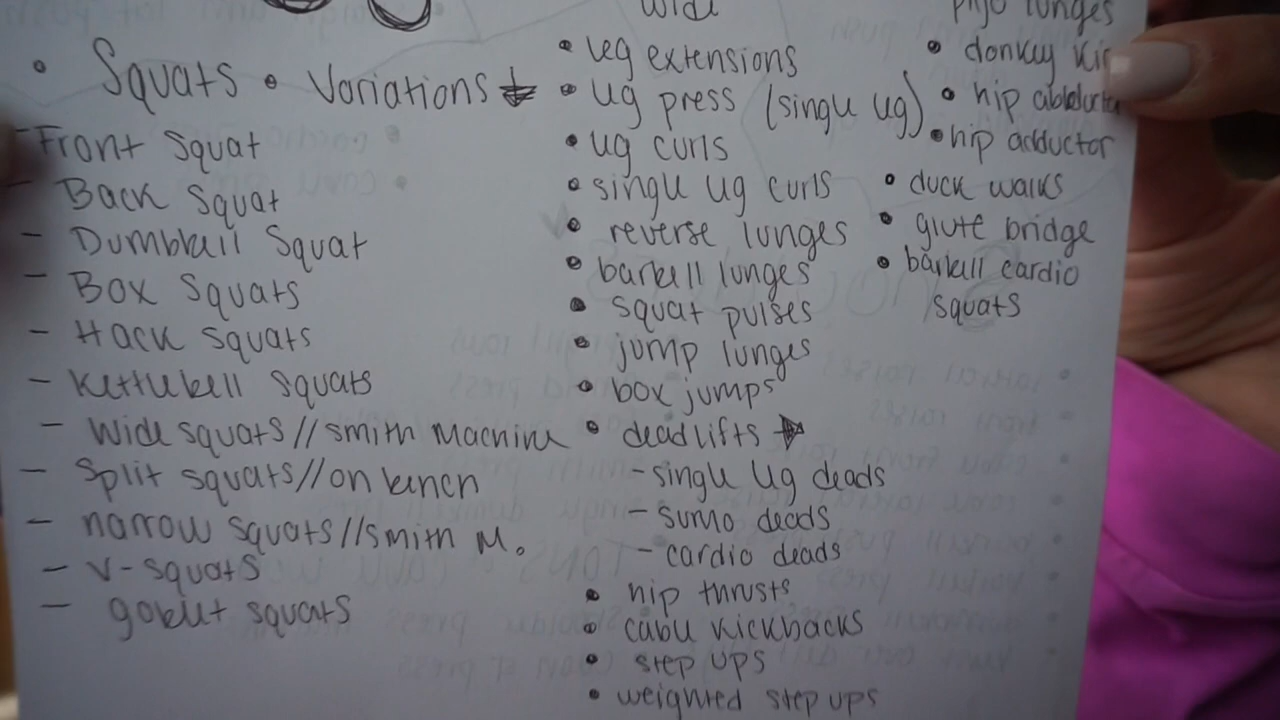 • Squats • Variations
- Front Squat
- Back Squat
- Dumbbell Squat
- Box Squats
- Hack Squats
- Kettlebell Squats
- Wide squats//smith Machine
- Split squats//on bench
- narrow squats//smith M.
- V-squats
- goblet squats
wide
• leg extensions
• leg press (single leg)
• leg curls
• single leg curls
• reverse lunges
• barbell lunges
• squat pulses
• jump lunges
• box jumps
• deadlifts
- single leg deads
- sumo deads
- cardio deads
• hip thrusts
• cable kickbacks
• step ups
• weighted step ups
plyo lunges
• donkey kic
• hip abductor
• hip adductor
• duck walks
• glute bridge
• barbell cardio
squats